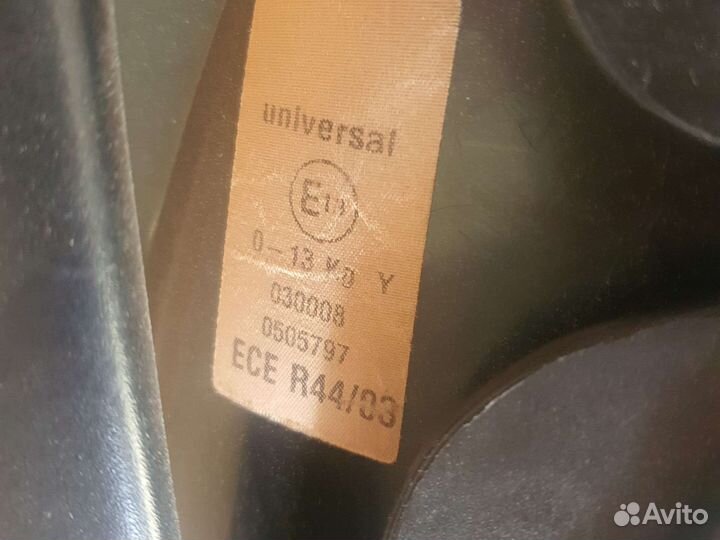 universal
E11
0-13 Kg Y
030008
0505797
ECE R44/03
Avito